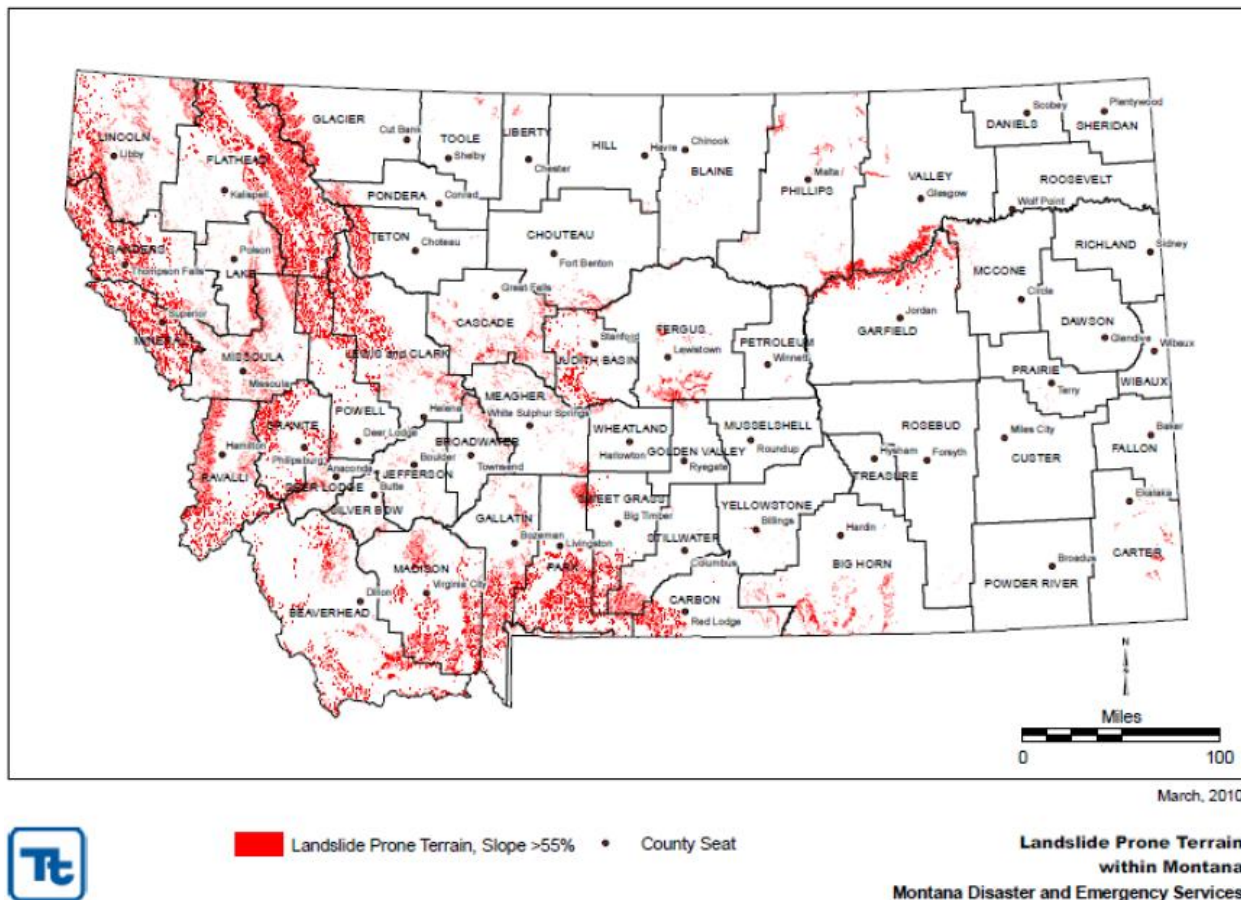 GLACIER
Cut Bank
TOOLE
Shelby
LIBERTY
Chester
HILL
Havre
Chinook
BLAINE
PHILLIPS
Malta
VALLEY
Glasgow
DANIELS
Scobey
Plentywood
SHERIDAN
ROOSEVELT
Wolf Point
LINCOLN
Libby
FLATHEAD
Kalispell
PONDERA
Conrad
TETON
Choteau
CHOUTEAU
Fort Benton
RICHLAND
Sidney
MCCONE
Circle
SANDERS
Thompson Falls
Polson
LAKE
Great Falls
CASCADE
Stanford
JUDITH BASIN
FERGUS
Lewistown
PETROLEUM
Winnett
Jordan
GARFIELD
DAWSON
Glendive
Wibaux
WIBAUX
PRAIRIE
Terry
Superior
MINERAL
MISSOULA
Missoula
LEWIS and CLARK
POWELL
Deer Lodge
Helena
MEAGHER
White Sulphur Springs
WHEATLAND
Harlowton
MUSSELSHELL
Roundup
GOLDEN VALLEY
Ryegate
ROSEBUD
Hysham
Forsyth
TREASURE
Miles City
CUSTER
Baker
FALLON
GRANITE
Philipsburg
Hamilton
RAVALLI
Anaconda
DEER LODGE
Butte
SILVER BOW
BROADWATER
Boulder
JEFFERSON
Townsend
GALLATIN
Bozeman
Livingston
PARK
SWEET GRASS
Big Timber
STILLWATER
Columbus
YELLOWSTONE
Billings
Hardin
BIG HORN
Broadus
POWDER RIVER
Ekalaka
CARTER
MADISON
Virginia City
Dillon
BEAVERHEAD
CARBON
Red Lodge
N
Miles
0 100
March, 2010
Tt
Landslide Prone Terrain, Slope >55% County Seat
Landslide Prone Terrain
within Montana
Montana Disaster and Emergency Services